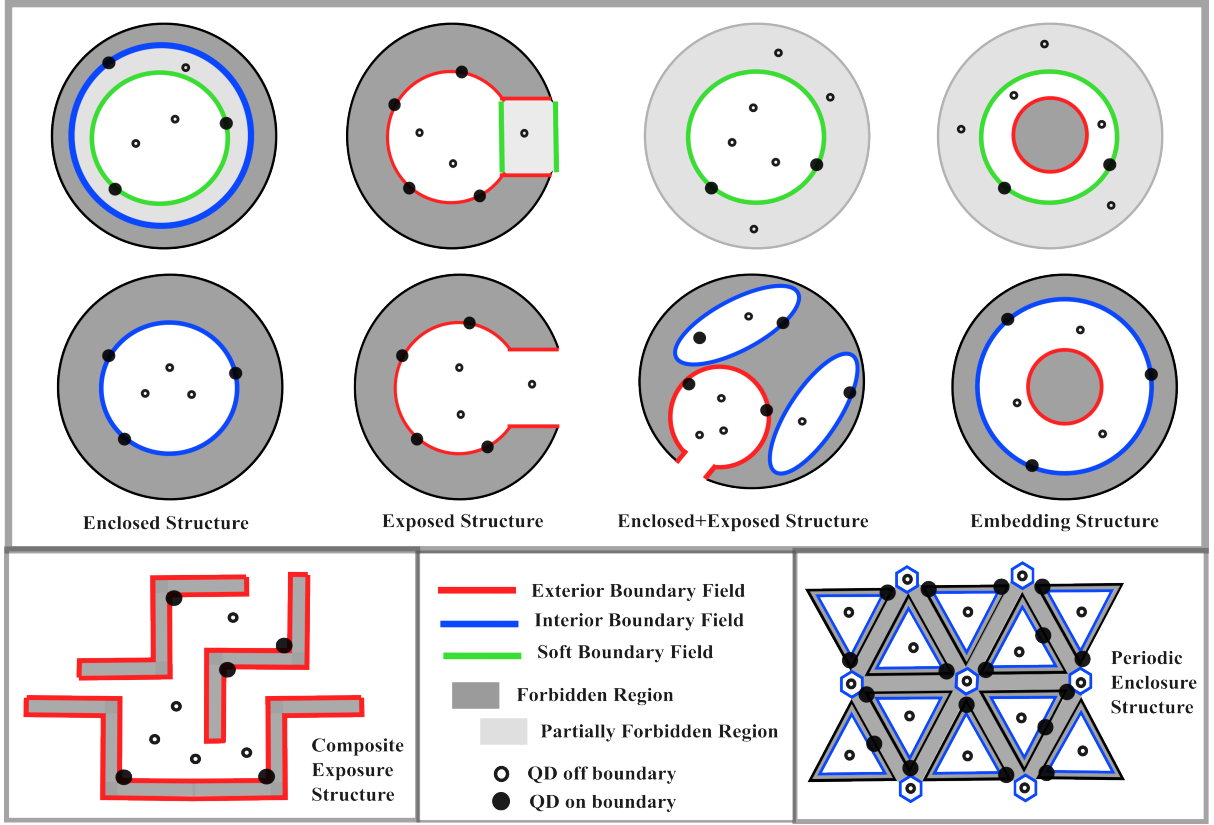 Enclosed Structure
Exposed Structure
Enclosed+Exposed Structure
Embedding Structure
Composite
Exposure
Structure
Exterior Boundary Field
Interior Boundary Field
Soft Boundary Field
Forbidden Region
Partially Forbidden Region
QD off boundary
QD on boundary
Periodic
Enclosure
Structure